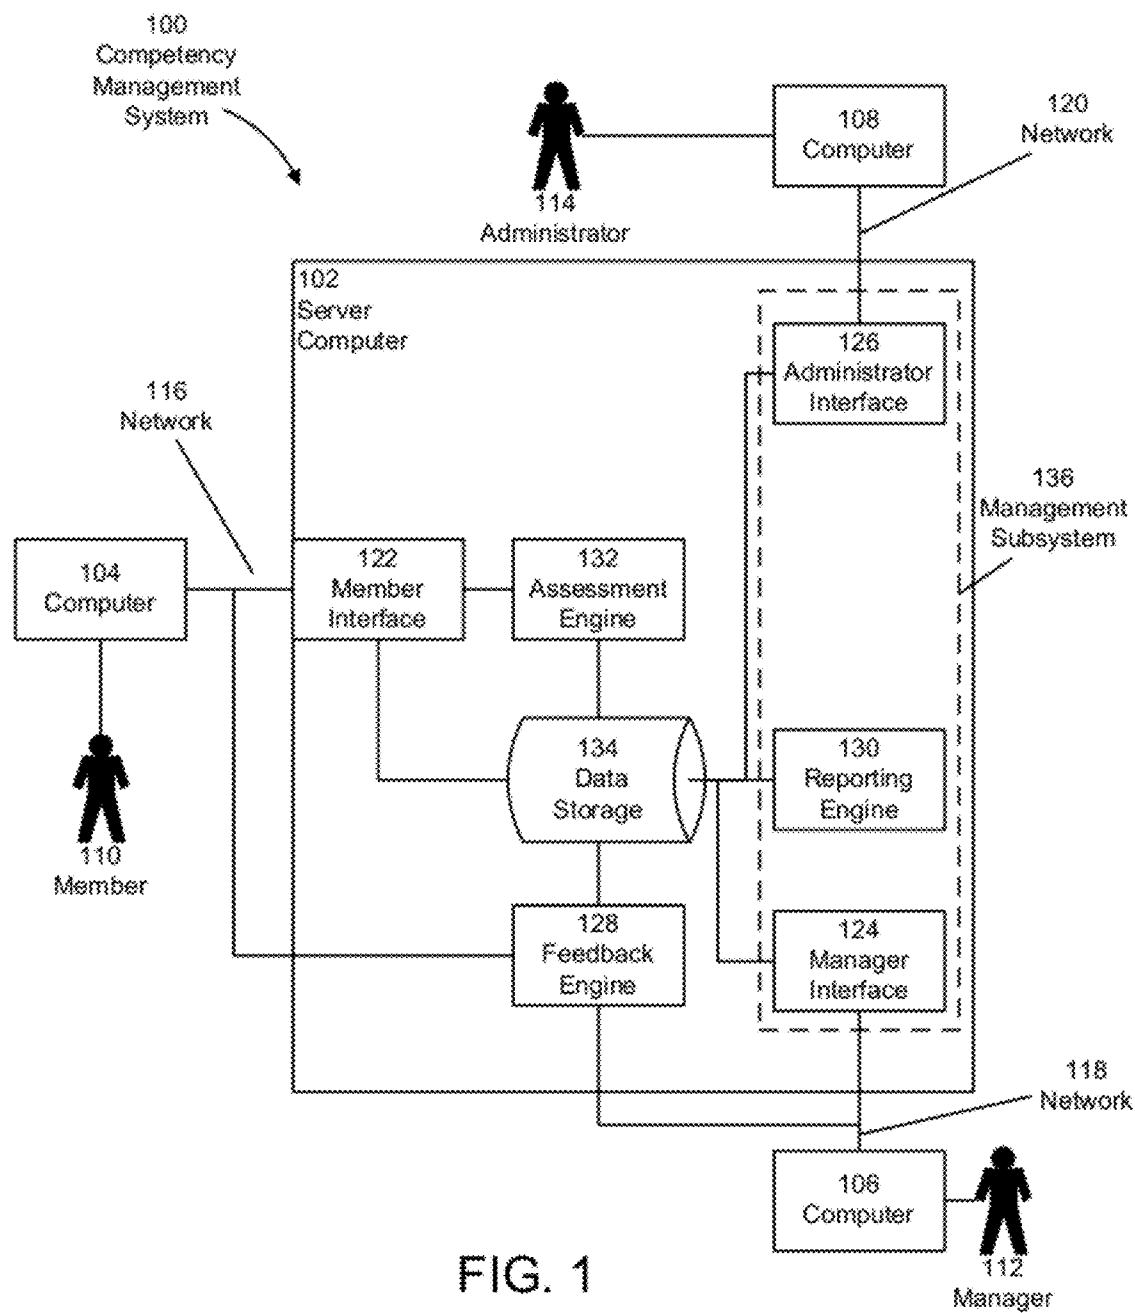 100
Competency
Management
System
114
Administrator
108
Computer
120
Network
102
Server
Computer
126
Administrator
Interface
116
Network
136
Management
Subsystem
104
Computer
122
Member
Interface
132
Assessment
Engine
134
Data
Storage
130
Reporting
Engine
110
Member
128
Feedback
Engine
124
Manager
Interface
118
Network
106
Computer
112
Manager
FIG. 1